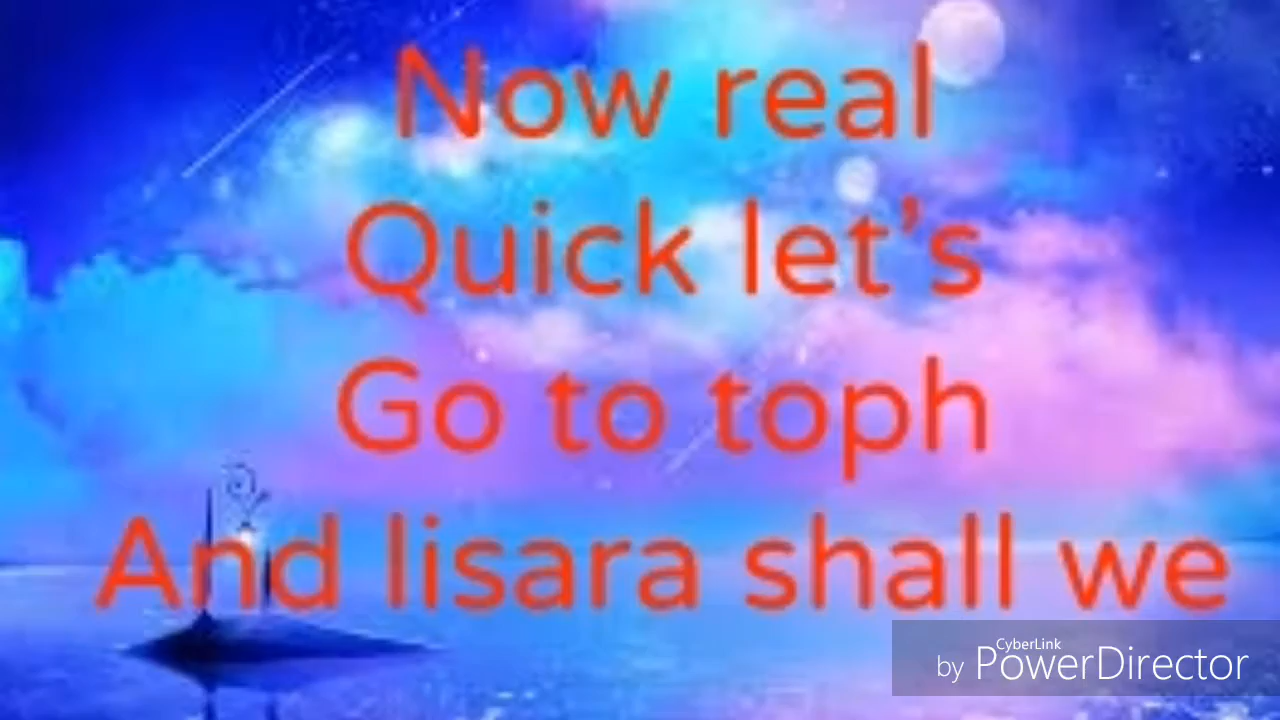 Now real
Quick let’s
Go to toph
And lisara shall we
CyberLink
by PowerDirector